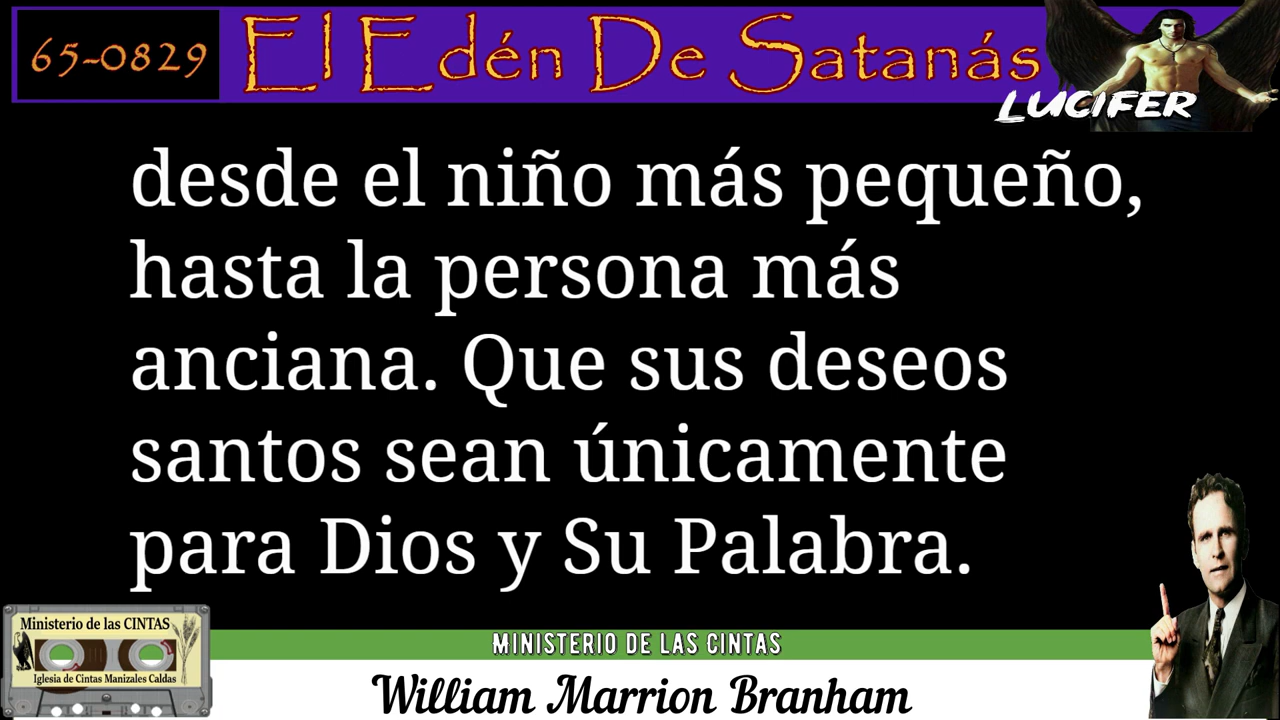 65-0829
El Edén De Satanás
LUCIFER
desde el niño más pequeño,
hasta la persona más
anciana. Que sus deseos
santos sean únicamente
para Dios y Su Palabra.
Ministerio de las CINTAS
Iglesia de Cintas Manizales Caldas
MINISTERIO DE LAS CINTAS
William Marrion Branham